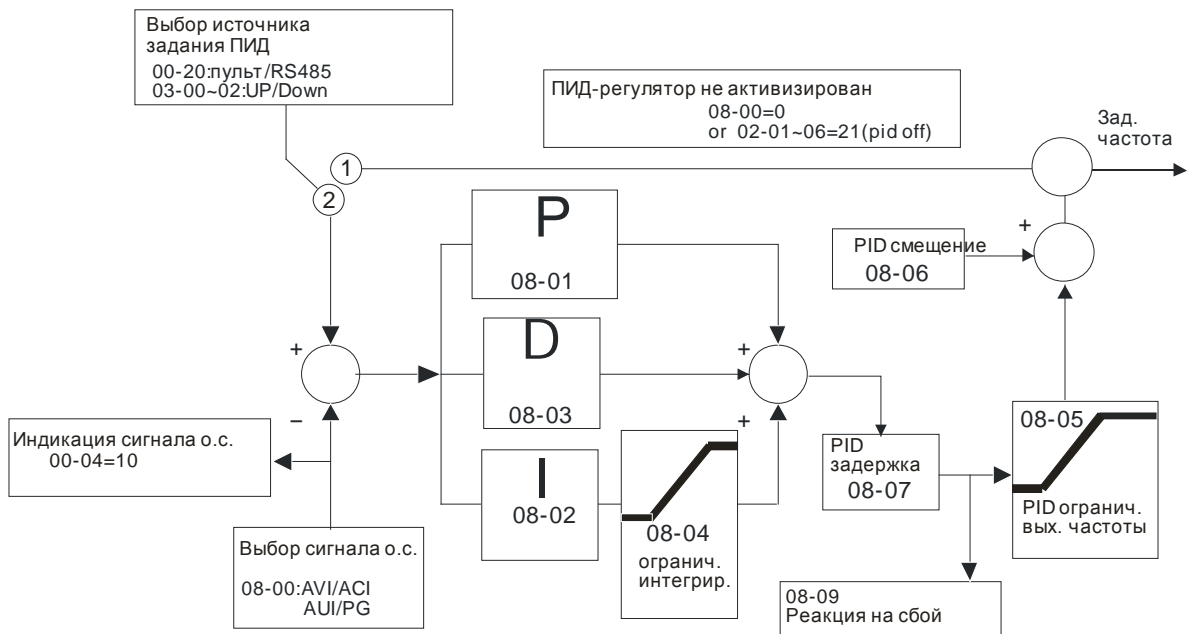 Выбор источника
задания ПИД
00-20:пульт/RS485
03-00~02:UP/Down
ПИД-регулятор не активизирован
08-00=0
or 02-01~06=21(pid off)
Зад.
частота
1
2
P
08-01
+
PID смещение
08-06
D
08-03
+
+
−
+
I
08-02
08-04
огранич.
интегрир.
Индикация сигнала о.с.
00-04=10
PID
задержка
08-07
08-05
PID огранич.
вых. частоты
Выбор сигнала о.с.
08-00:AVI/ACI
AUI/PG
08-09
Реакция на сбой